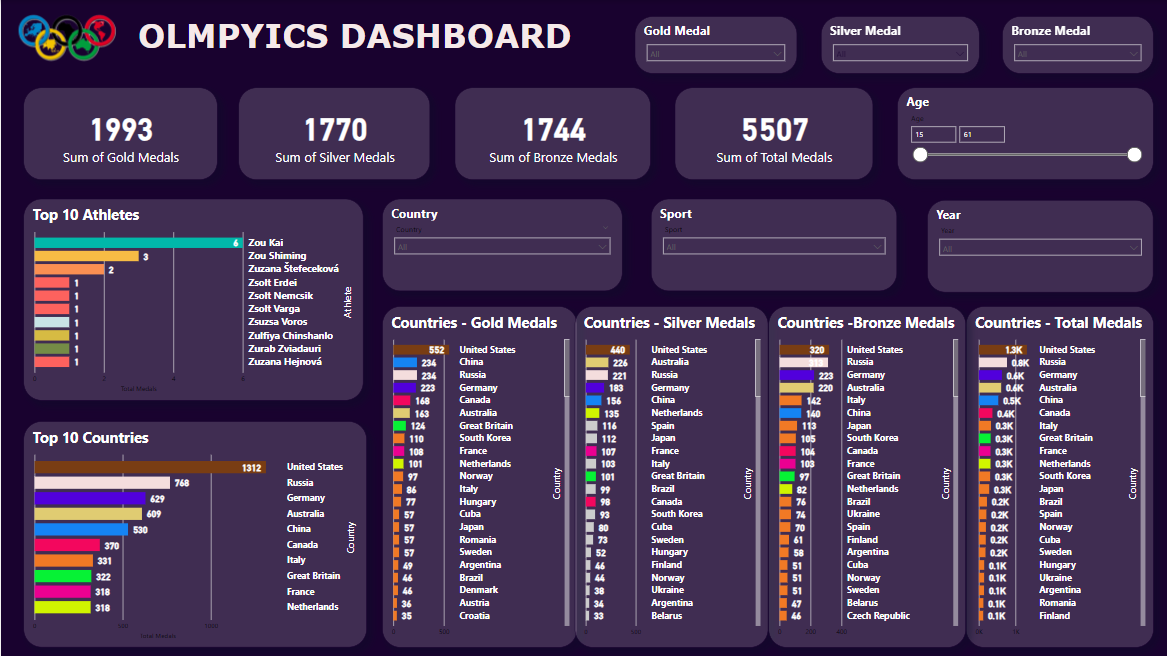 OLMPYICS DASHBOARD
Gold Medal
All
Silver Medal
All
Bronze Medal
All
1993
Sum of Gold Medals
1770
Sum of Silver Medals
1744
Sum of Bronze Medals
5507
Sum of Total Medals
Age
Age
15 61
Top 10 Athletes
6 Zou Kai
3 Zou Shiming
2 Zuzana Štefeceková
1 Zsolt Erdei
1 Zsolt Nemcsik
1 Zsolt Varga
1 Zsuzsa Voros
1 Zulfiya Chinshanlo
1 Zurab Zviadauri
1 Zuzana Hejnová
Athlete
0 2 4 6
Total Medals
Country
Country
All
Sport
Sport
All
Year
Year
All
Top 10 Countries
1312 United States
768 Russia
629 Germany
609 Australia
530 China
370 Canada
331 Italy
322 Great Britain
318 France
318 Netherlands
Country
0 500 1000
Total Medals
Countries - Gold Medals
552 United States
234 China
234 Russia
223 Germany
168 Canada
163 Australia
124 Great Britain
110 South Korea
108 France
101 Netherlands
97 Norway
86 Italy
77 Hungary
57 Cuba
57 Japan
57 Romania
57 Sweden
49 Argentina
46 Brazil
46 Denmark
36 Austria
35 Croatia
Country
0 500
Countries - Silver Medals
440 United States
226 Australia
221 Russia
183 Germany
156 China
135 Netherlands
116 Spain
112 Japan
107 France
103 Italy
101 Great Britain
99 Brazil
98 Canada
93 South Korea
80 Cuba
73 Sweden
52 Hungary
46 Finland
44 Norway
38 Ukraine
34 Argentina
33 Belarus
Country
0 500
Countries -Bronze Medals
320 United States
Russia
223 Germany
220 Australia
142 Italy
140 China
113 Japan
105 South Korea
104 Canada
103 France
97 Great Britain
82 Netherlands
76 Brazil
74 Ukraine
70 Spain
61 Finland
58 Argentina
51 Cuba
51 Norway
51 Sweden
47 Belarus
46 Czech Republic
Country
0 200 400
Countries - Total Medals
1.3K United States
0.8K Russia
0.6K Germany
0.6K Australia
0.5K China
0.4K Canada
0.3K Italy
0.3K Great Britain
0.3K France
0.3K Netherlands
0.3K South Korea
0.3K Japan
0.2K Brazil
0.2K Spain
0.2K Norway
0.2K Cuba
0.2K Sweden
0.1K Hungary
0.1K Ukraine
0.1K Argentina
0.1K Romania
0.1K Finland
Country
0K 1K